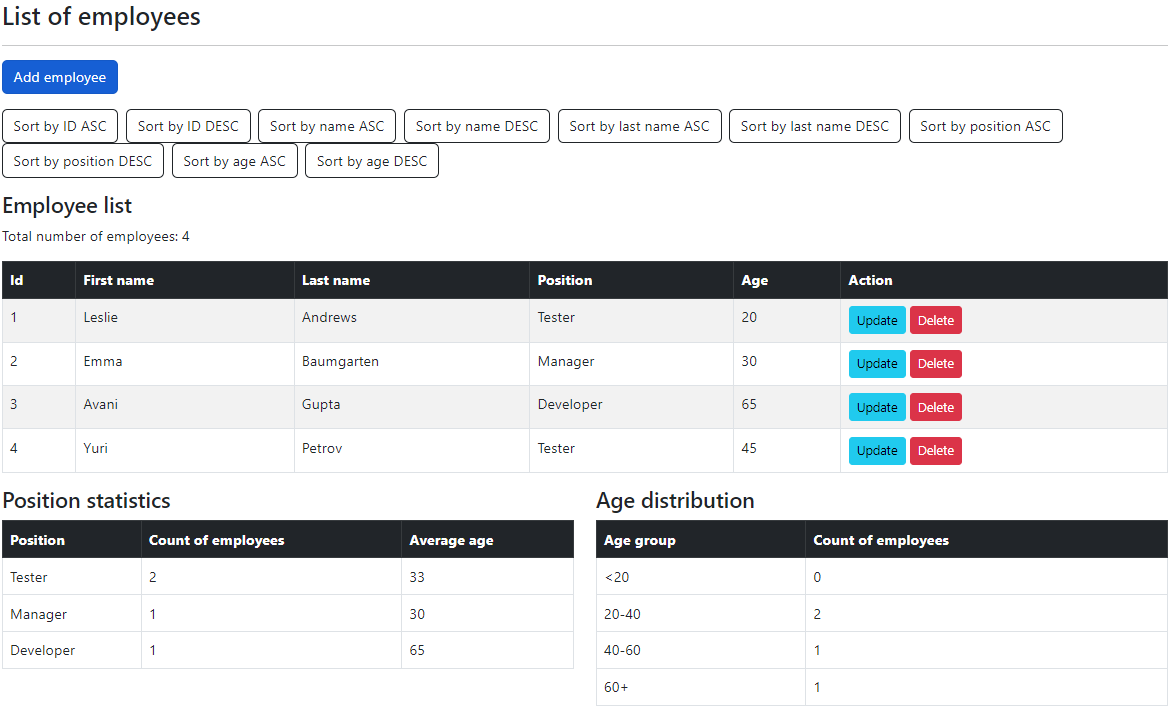 List of employees
Add employee
Sort by ID ASC Sort by ID DESC Sort by name ASC Sort by name DESC Sort by last name ASC Sort by last name DESC Sort by position ASC
Sort by position DESC Sort by age ASC Sort by age DESC
Employee list
Total number of employees: 4
Id First name Last name Position Age Action
1 Leslie Andrews Tester 20 Update Delete
2 Emma Baumgarten Manager 30 Update Delete
3 Avani Gupta Developer 65 Update Delete
4 Yuri Petrov Tester 45 Update Delete
Position statistics
Position Count of employees Average age
Tester 2 33
Manager 1 30
Developer 1 65
Age distribution
Age group Count of employees
<20 0
20-40 2
40-60 1
60+ 1